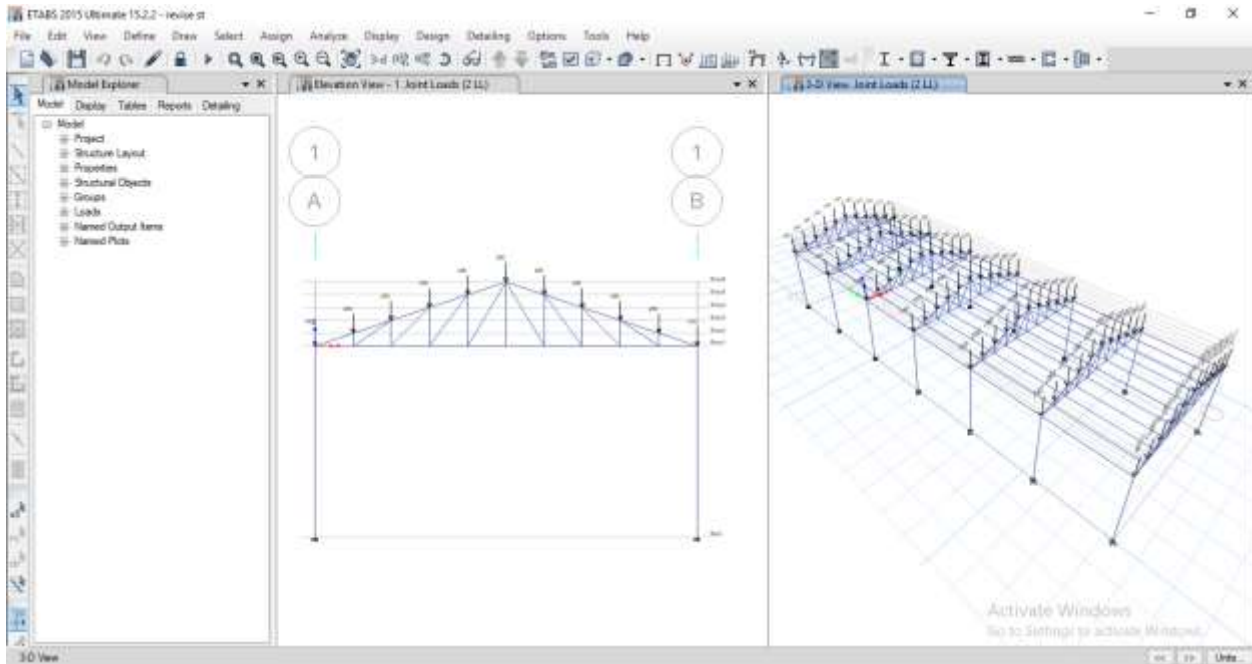 ETABS 2015 Ultimate 15.2.2 - revise st
File Edit View Define Draw Select Assign Analyze Display Design Detailing Options Tools Help
Model Explorer
Elevation View - 1 Joint Loads (2 LL)
3-D View Joint Loads (2 LL)
Model Display Tables Reports Detailing
Model
Project
Structure Layout
Properties
Structural Objects
Groups
Loads
Named Output Items
Named Plots
1
1
A
B
Activate Windows
Go to Settings to activate Windows.
3-D View
Units...